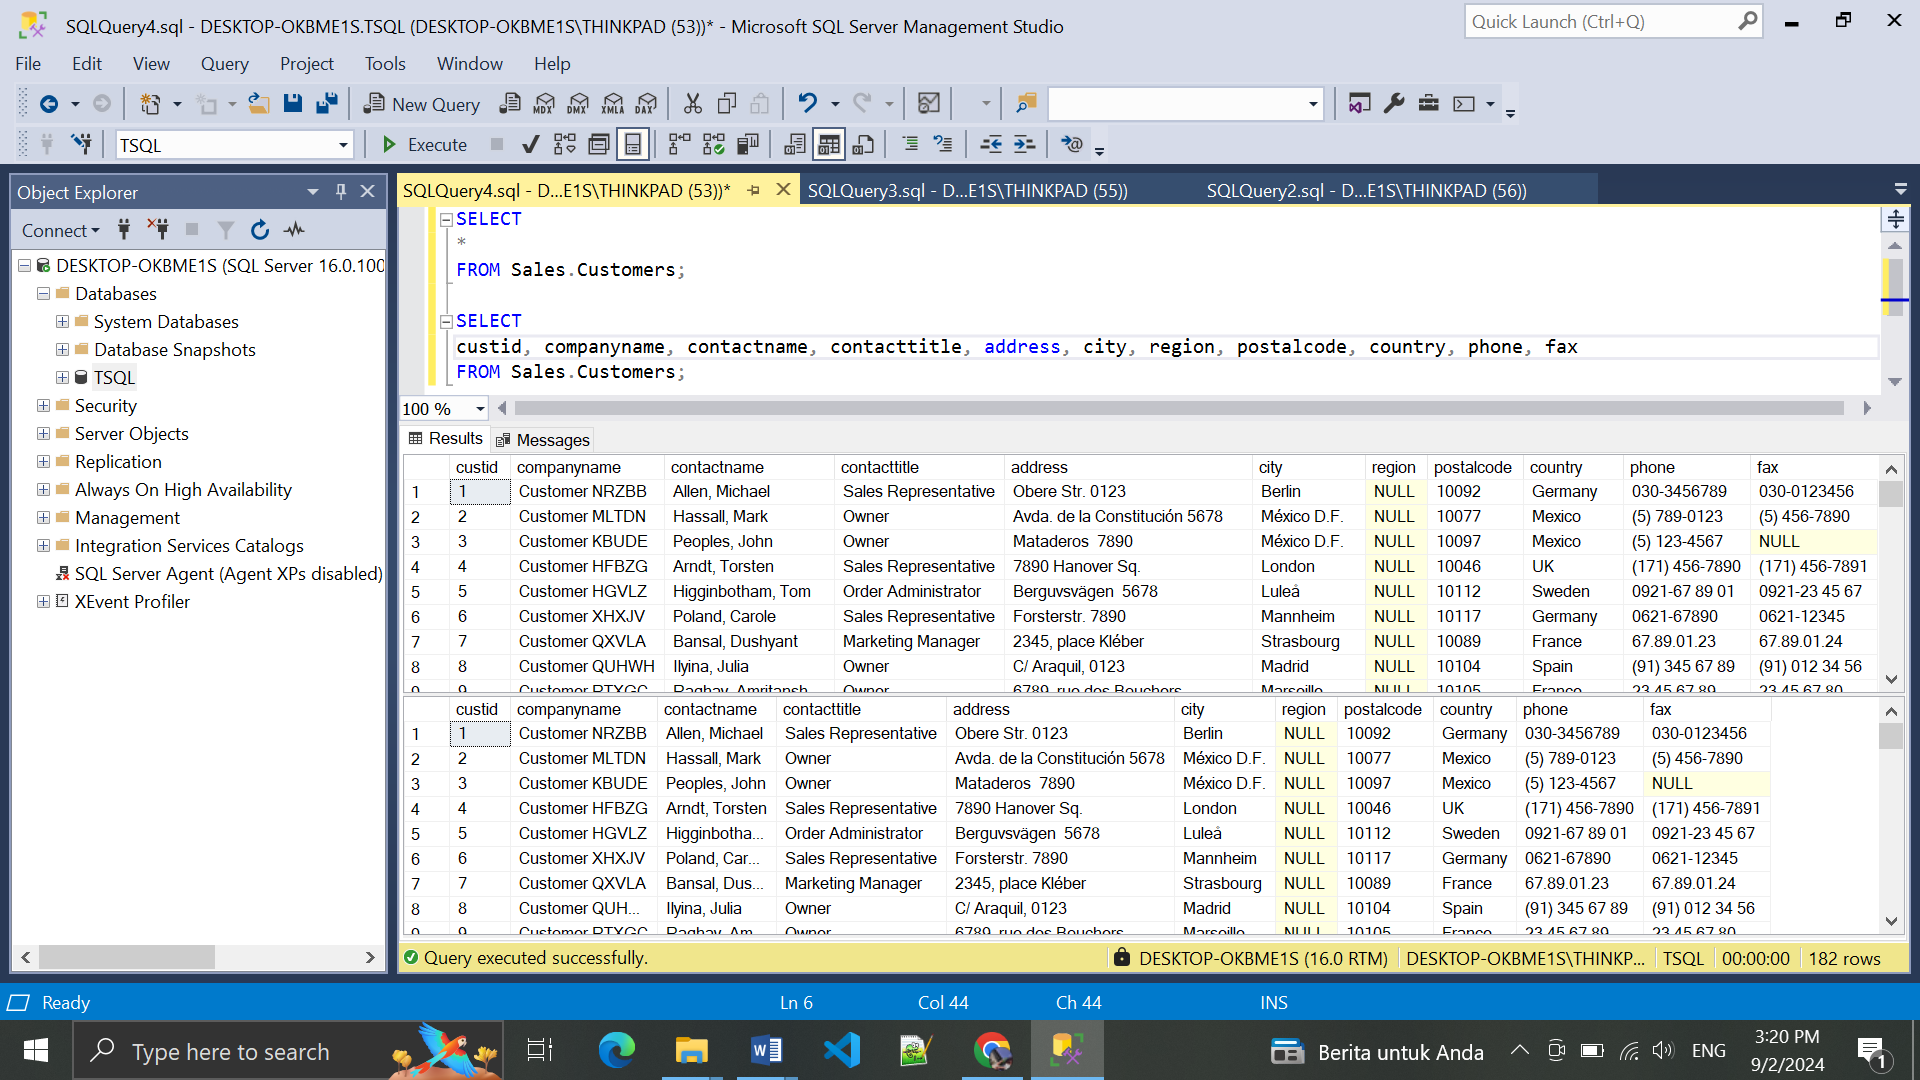 SQLQuery4.sql - DESKTOP-OKBME1S.TSQL (DESKTOP-OKBME1S\THINKPAD (53))* - Microsoft SQL Server Management Studio
Quick Launch (Ctrl+Q)
File Edit View Query Project Tools Window Help
New Query MDX DMX XMLA DAX
TSQL Execute
Object Explorer
Connect
DESKTOP-OKBME1S (SQL Server 16.0.100
Databases
System Databases
Database Snapshots
TSQL
Security
Server Objects
Replication
Always On High Availability
Management
Integration Services Catalogs
SQL Server Agent (Agent XPs disabled)
XEvent Profiler
SQLQuery4.sql - D...E1S\THINKPAD (53))* SQLQuery3.sql - D...E1S\THINKPAD (55)) SQLQuery2.sql - D...E1S\THINKPAD (56))
SELECT
*
FROM Sales.Customers;
SELECT
custid, companyname, contactname, contacttitle, address, city, region, postalcode, country, phone, fax
FROM Sales.Customers;
100 %
Results Messages
custid companyname contactname contacttitle address city region postalcode country phone fax
1 1 Customer NRZBB Allen, Michael Sales Representative Obere Str. 0123 Berlin NULL 10092 Germany 030-3456789 030-0123456
2 2 Customer MLTDN Hassall, Mark Owner Avda. de la Constitución 5678 México D.F. NULL 10077 Mexico (5) 789-0123 (5) 456-7890
3 3 Customer KBUDE Peoples, John Owner Mataderos 7890 México D.F. NULL 10097 Mexico (5) 123-4567 NULL
4 4 Customer HFBZG Arndt, Torsten Sales Representative 7890 Hanover Sq. London NULL 10046 UK (171) 456-7890 (171) 456-7891
5 5 Customer HGVLZ Higginbotham, Tom Order Administrator Berguvsvägen 5678 Luleå NULL 10112 Sweden 0921-67 89 01 0921-23 45 67
6 6 Customer XHXJV Poland, Carole Sales Representative Forsterstr. 7890 Mannheim NULL 10117 Germany 0621-67890 0621-12345
7 7 Customer QXVLA Bansal, Dushyant Marketing Manager 2345, place Kléber Strasbourg NULL 10089 France 67.89.01.23 67.89.01.24
8 8 Customer QUHWH Ilyina, Julia Owner C/ Araquil, 0123 Madrid NULL 10104 Spain (91) 345 67 89 (91) 012 34 56
9 9 Customer RTXGC Raghav, Amritansh Owner 6789, rue des Bouchers Marseille NULL 10105 France 23.45.67.89 23.45.67.80
custid companyname contactname contacttitle address city region postalcode country phone fax
1 1 Customer NRZBB Allen, Michael Sales Representative Obere Str. 0123 Berlin NULL 10092 Germany 030-3456789 030-0123456
2 2 Customer MLTDN Hassall, Mark Owner Avda. de la Constitución 5678 México D.F. NULL 10077 Mexico (5) 789-0123 (5) 456-7890
3 3 Customer KBUDE Peoples, John Owner Mataderos 7890 México D.F. NULL 10097 Mexico (5) 123-4567 NULL
4 4 Customer HFBZG Arndt, Torsten Sales Representative 7890 Hanover Sq. London NULL 10046 UK (171) 456-7890 (171) 456-7891
5 5 Customer HGVLZ Higginbotha... Order Administrator Berguvsvägen 5678 Luleå NULL 10112 Sweden 0921-67 89 01 0921-23 45 67
6 6 Customer XHXJV Poland, Car... Sales Representative Forsterstr. 7890 Mannheim NULL 10117 Germany 0621-67890 0621-12345
7 7 Customer QXVLA Bansal, Dus... Marketing Manager 2345, place Kléber Strasbourg NULL 10089 France 67.89.01.23 67.89.01.24
8 8 Customer QUH... Ilyina, Julia Owner C/ Araquil, 0123 Madrid NULL 10104 Spain (91) 345 67 89 (91) 012 34 56
9 9 Customer RTXGC Raghav, Am... Owner 6789, rue des Bouchers Marseille NULL 10105 France 23.45.67.89 23.45.67.80
Query executed successfully. DESKTOP-OKBME1S (16.0 RTM) DESKTOP-OKBME1S\THINKP... TSQL 00:00:00 182 rows
Ready Ln 6 Col 44 Ch 44 INS
Type here to search Berita untuk Anda ENG 3:20 PM
9/2/2024 1